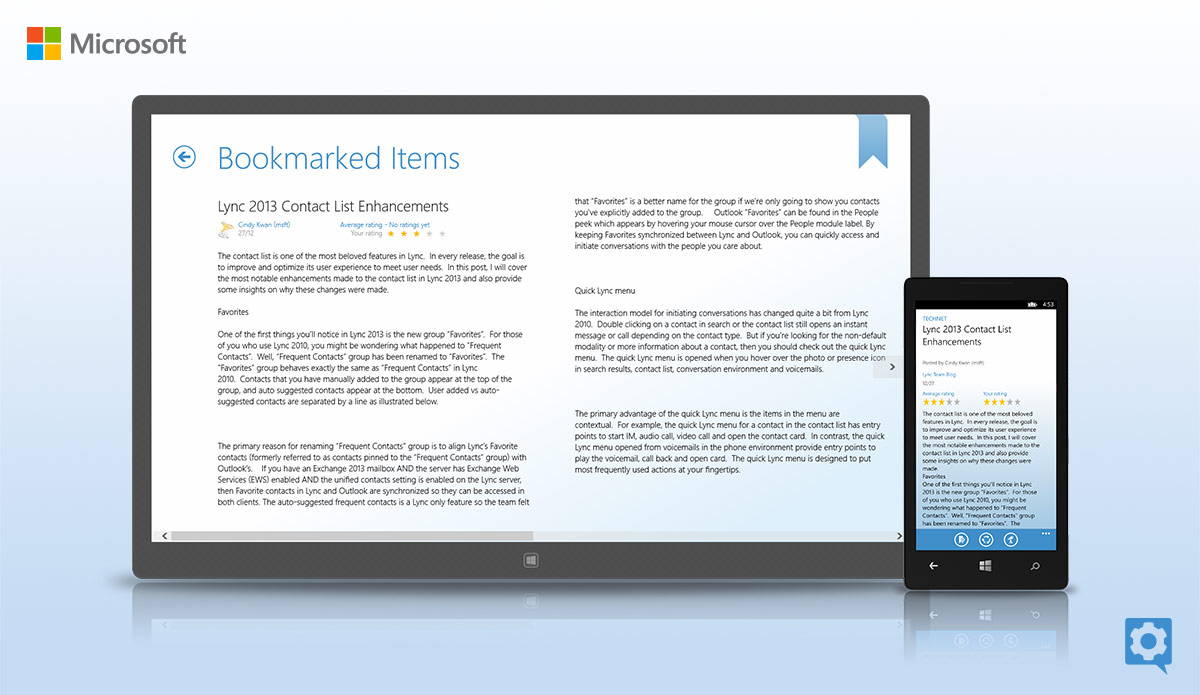 Microsoft
Bookmarked Items
Lync 2013 Contact List Enhancements
Cindy Kwan (msft)
27/12
Average rating - No ratings yet
Your rating
The contact list is one of the most beloved features in Lync. In every release, the goal is
to improve and optimize its user experience to meet user needs. In this post, I will cover
the most notable enhancements made to the contact list in Lync 2013 and also provide
some insights on why these changes were made.
Favorites
One of the first things you'll notice in Lync 2013 is the new group "Favorites". For those
of you who use Lync 2010, you might be wondering what happened to "Frequent
Contacts". Well, "Frequent Contacts" group has been renamed to "Favorites". The
"Favorites" group behaves exactly the same as "Frequent Contacts" in Lync
2010. Contacts that you have manually added to the group appear at the top of the
group, and auto suggested contacts appear at the bottom. User added vs auto-
suggested contacts are separated by a line as illustrated below.
The primary reason for renaming "Frequent Contacts" group is to align Lync's Favorite
contacts (formerly referred to as contacts pinned to the "Frequent Contacts" group) with
Outlook's. If you have an Exchange 2013 mailbox AND the server has Exchange Web
Services (EWS) enabled AND the unified contacts setting is enabled on the Lync server,
then Favorite contacts in Lync and Outlook are synchronized so they can be accessed in
both clients. The auto-suggested frequent contacts is a Lync only feature so the team felt
that "Favorites" is a better name for the group if we're only going to show you contacts
you've explicitly added to the group. Outlook "Favorites" can be found in the People
peek which appears by hovering your mouse cursor over the People module label. By
keeping Favorites synchronized between Lync and Outlook, you can quickly access and
initiate conversations with the people you care about.
Quick Lync menu
The interaction model for initiating conversations has changed quite a bit from Lync
2010. Double clicking on a contact in search or the contact list still opens an instant
message or call depending on the contact type. But if you're looking for the non-default
modality or more information about a contact, then you should check out the quick Lync
menu. The quick Lync menu is opened when you hover over the photo or presence icon
in search results, contact list, conversation environment and voicemails.
The primary advantage of the quick Lync menu is the items in the menu are
contextual. For example, the quick Lync menu for a contact in the contact list has entry
points to start IM, audio call, video call and open the contact card. In contrast, the quick
Lync menu opened from voicemails in the phone environment provide entry points to
play the voicemail, call back and open card. The quick Lync menu is designed to put
most frequently used actions at your fingertips.
4:53
TECHNET
Lync 2013 Contact List
Enhancements
Posted by Cindy Kwan (msft)
Lync Team Blog
12/27
Average rating
Your rating
The contact list is one of the most beloved
features in Lync. In every release, the goal is
to improve and optimize its user experience
to meet user needs. In this post, I will cover
the most notable enhancements made to the
contact list in Lync 2013 and also provide
some insights on why these changes were
made.
Favorites
One of the first things you'll notice in Lync
2013 is the new group "Favorites". For those
of you who use Lync 2010, you might be
wondering what happened to "Frequent
Contacts". Well, "Frequent Contacts" group
has been renamed to "Favorites". The